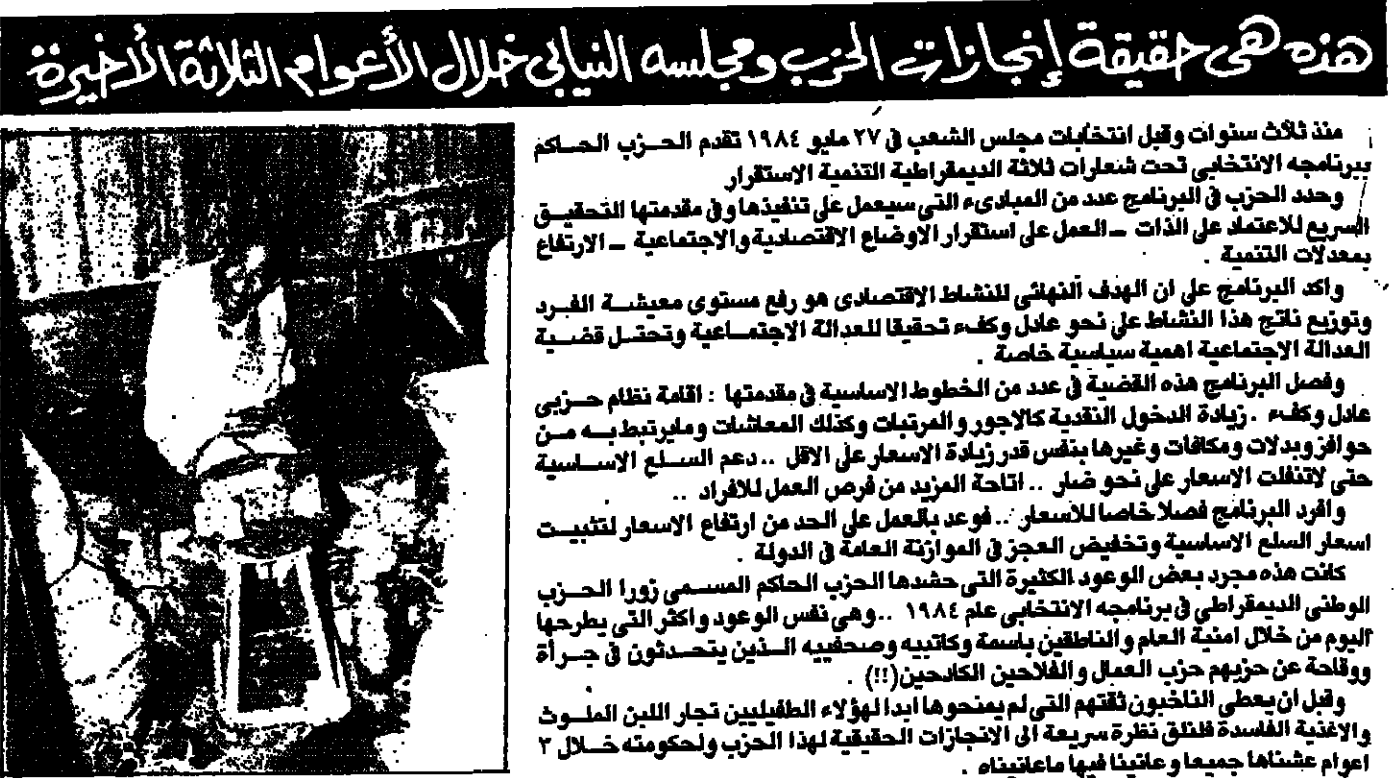 هذه هى حقيقة إنجازات الحزب ومجلسه النيابى خلال الأعوام الثلاثة الأخيرة
منذ ثلاث سنوات وقبل انتخابات مجلس الشعب فى ٢٧ مايو ١٩٨٤ تقدم الحزب الحاكم
ببرنامجه الانتخابى تحت شعارات ثلاثة الديمقراطية التنمية الاستقرار
وحدد الحزب فى البرنامج عدد من المبادىء التى سيعمل على تنفيذها وفى مقدمتها التحقيق
السريع للاعتماد على الذات ـ العمل على استقرار الاوضاع الاقتصادية والاجتماعية ـ الارتفاع
بمعدلات التنمية .
واكد البرنامج على ان الهدف النهائى للنشاط الاقتصادى هو رفع مستوى معيشة الفرد
وتوزيع ناتج هذا النشاط على نحو عادل وكفء تحقيقا للعدالة الاجتماعية وتحتل قضية
العدالة الاجتماعية اهمية سياسية خاصة .
وفصل البرنامج هذه القضية فى عدد من الخطوط الاساسية فى مقدمتها : اقامة نظام حزبى
عادل وكفء . زيادة الدخول النقدية كالاجور والمرتبات وكذلك المعاشات ومايرتبط به من
حوافز وبدلات ومكافات وغيرها بنفس قدر زيادة الاسعار على الاقل .. دعم السلع الاساسية
حتى لاتنفلت الاسعار على نحو ضار .. اتاحة المزيد من فرص العمل للافراد ..
وافرد البرنامج فصلا خاصا للاسعار .. فوعد بالعمل على الحد من ارتفاع الاسعار لتثبيت
اسعار السلع الاساسية وتخفيض العجز فى الموازنة العامة فى الدولة .
كانت هذه مجرد بعض الوعود الكثيرة التى حشدها الحزب الحاكم المسمى زورا الحزب
الوطنى الديمقراطى فى برنامجه الانتخابى عام ١٩٨٤ .. وهى نفس الوعود واكثر التى يطرحها
اليوم من خلال امنية العام والناطقين باسمة وكاتبيه وصحفييه الذين يتحدثون فى جرأة
ووقاحة عن حزبهم حزب العمال والفلاحين الكادحين (!!) .
وقبل ان يعطى الناخبون ثقتهم التى لم يمنحوها ابدا لهؤلاء الطفيليين تجار اللبن الملوث
والاغذية الفاسدة فلنلق نظرة سريعة الى الانجازات الحقيقية لهذا الحزب ولحكومته خلال ٣
اعوام عشناها جميعا وعانينا فيها ماعانيناه .